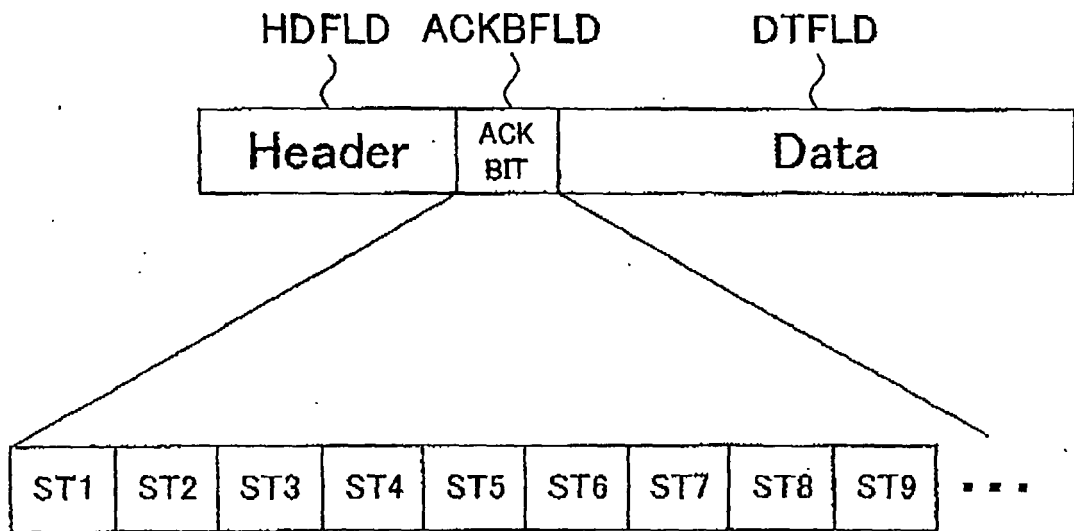 HDFLD ACKBFLD DTFLD
Header ACK BIT Data
ST1 ST2 ST3 ST4 ST5 ST6 ST7 ST8 ST9 ...